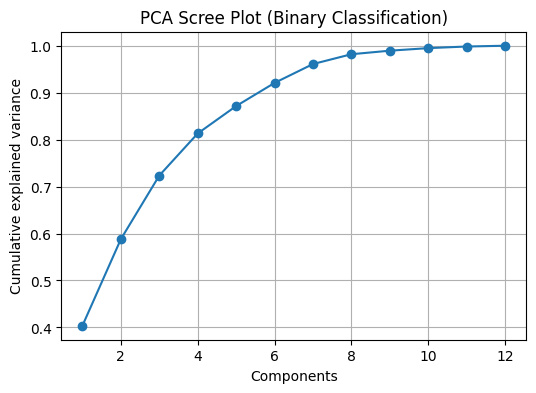 PCA Scree Plot (Binary Classification)
Cumulative explained variance
1.0
0.9
0.8
0.7
0.6
0.5
0.4
2 4 6 8 10 12
Components